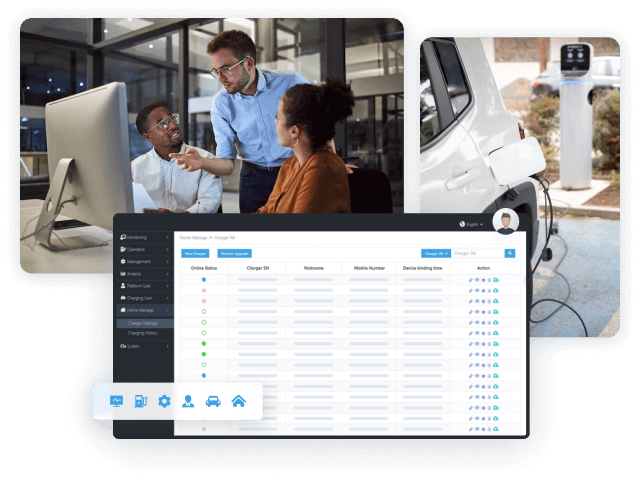 English
Monitoring
Operation
Management
Analysis
Platform User
Charging User
Home Manage
Charger Manage
Charging History
System
Home Manage > Charger SN
New Charger
Remote Upgrade
Charger SN
Charger SN
Online Status Charger SN Nickname Mobile Number Device binding time Action